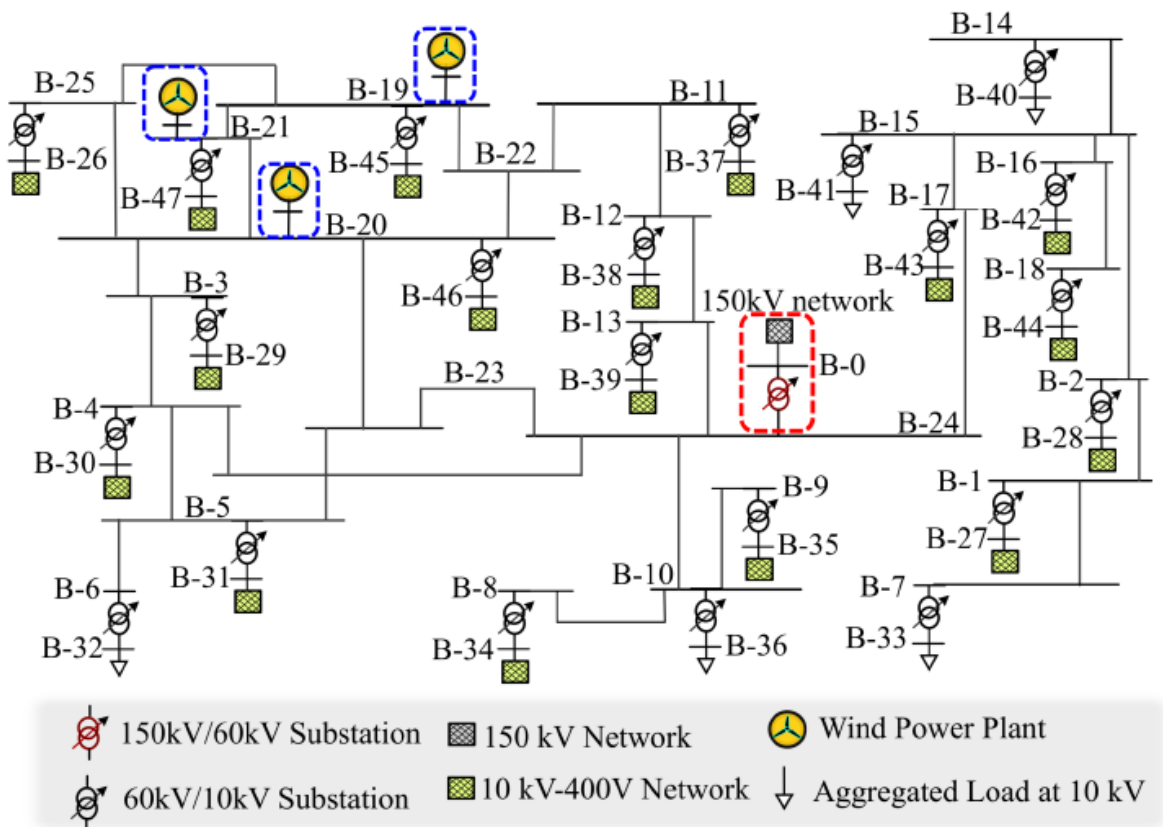 B-14
B-25
B-19
B-11
B-40
B-21
B-15
B-26
B-45
B-22
B-37
B-16
B-47
B-41
B-17
B-20
B-12
B-42
B-3
B-46
B-38
B-43
B-18
150kV network
B-13
B-44
B-29
B-0
B-23
B-39
B-2
B-4
B-24
B-28
B-30
B-1
B-9
B-5
B-27
B-35
B-31
B-10
B-6
B-8
B-7
B-32
B-34
B-36
B-33
150kV/60kV Substation
150 kV Network
Wind Power Plant
60kV/10kV Substation
10 kV-400V Network
Aggregated Load at 10 kV